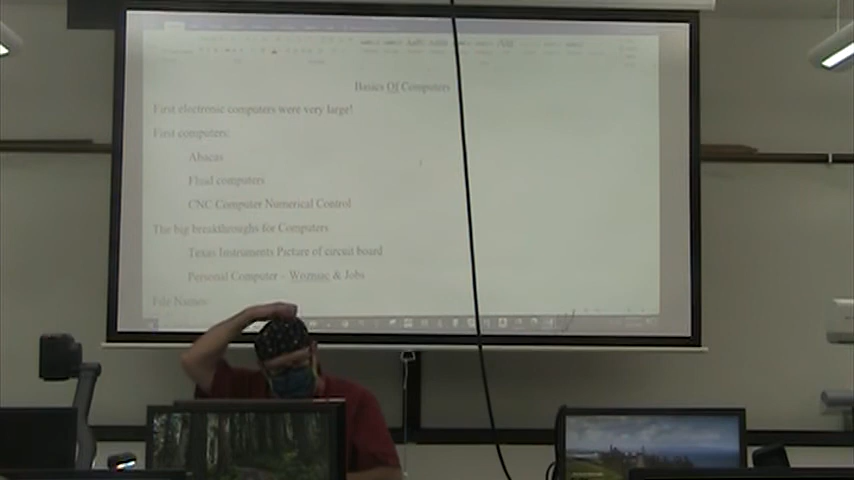 Basics Of Computers
First electronic computers were very large!
First computers:
Abacas
Fluid computers
CNC Computer Numerical Control
The big breakthroughs for Computers
Texas Instruments Picture of circuit board
Personal Computer – Wozniac & Jobs
File Names: